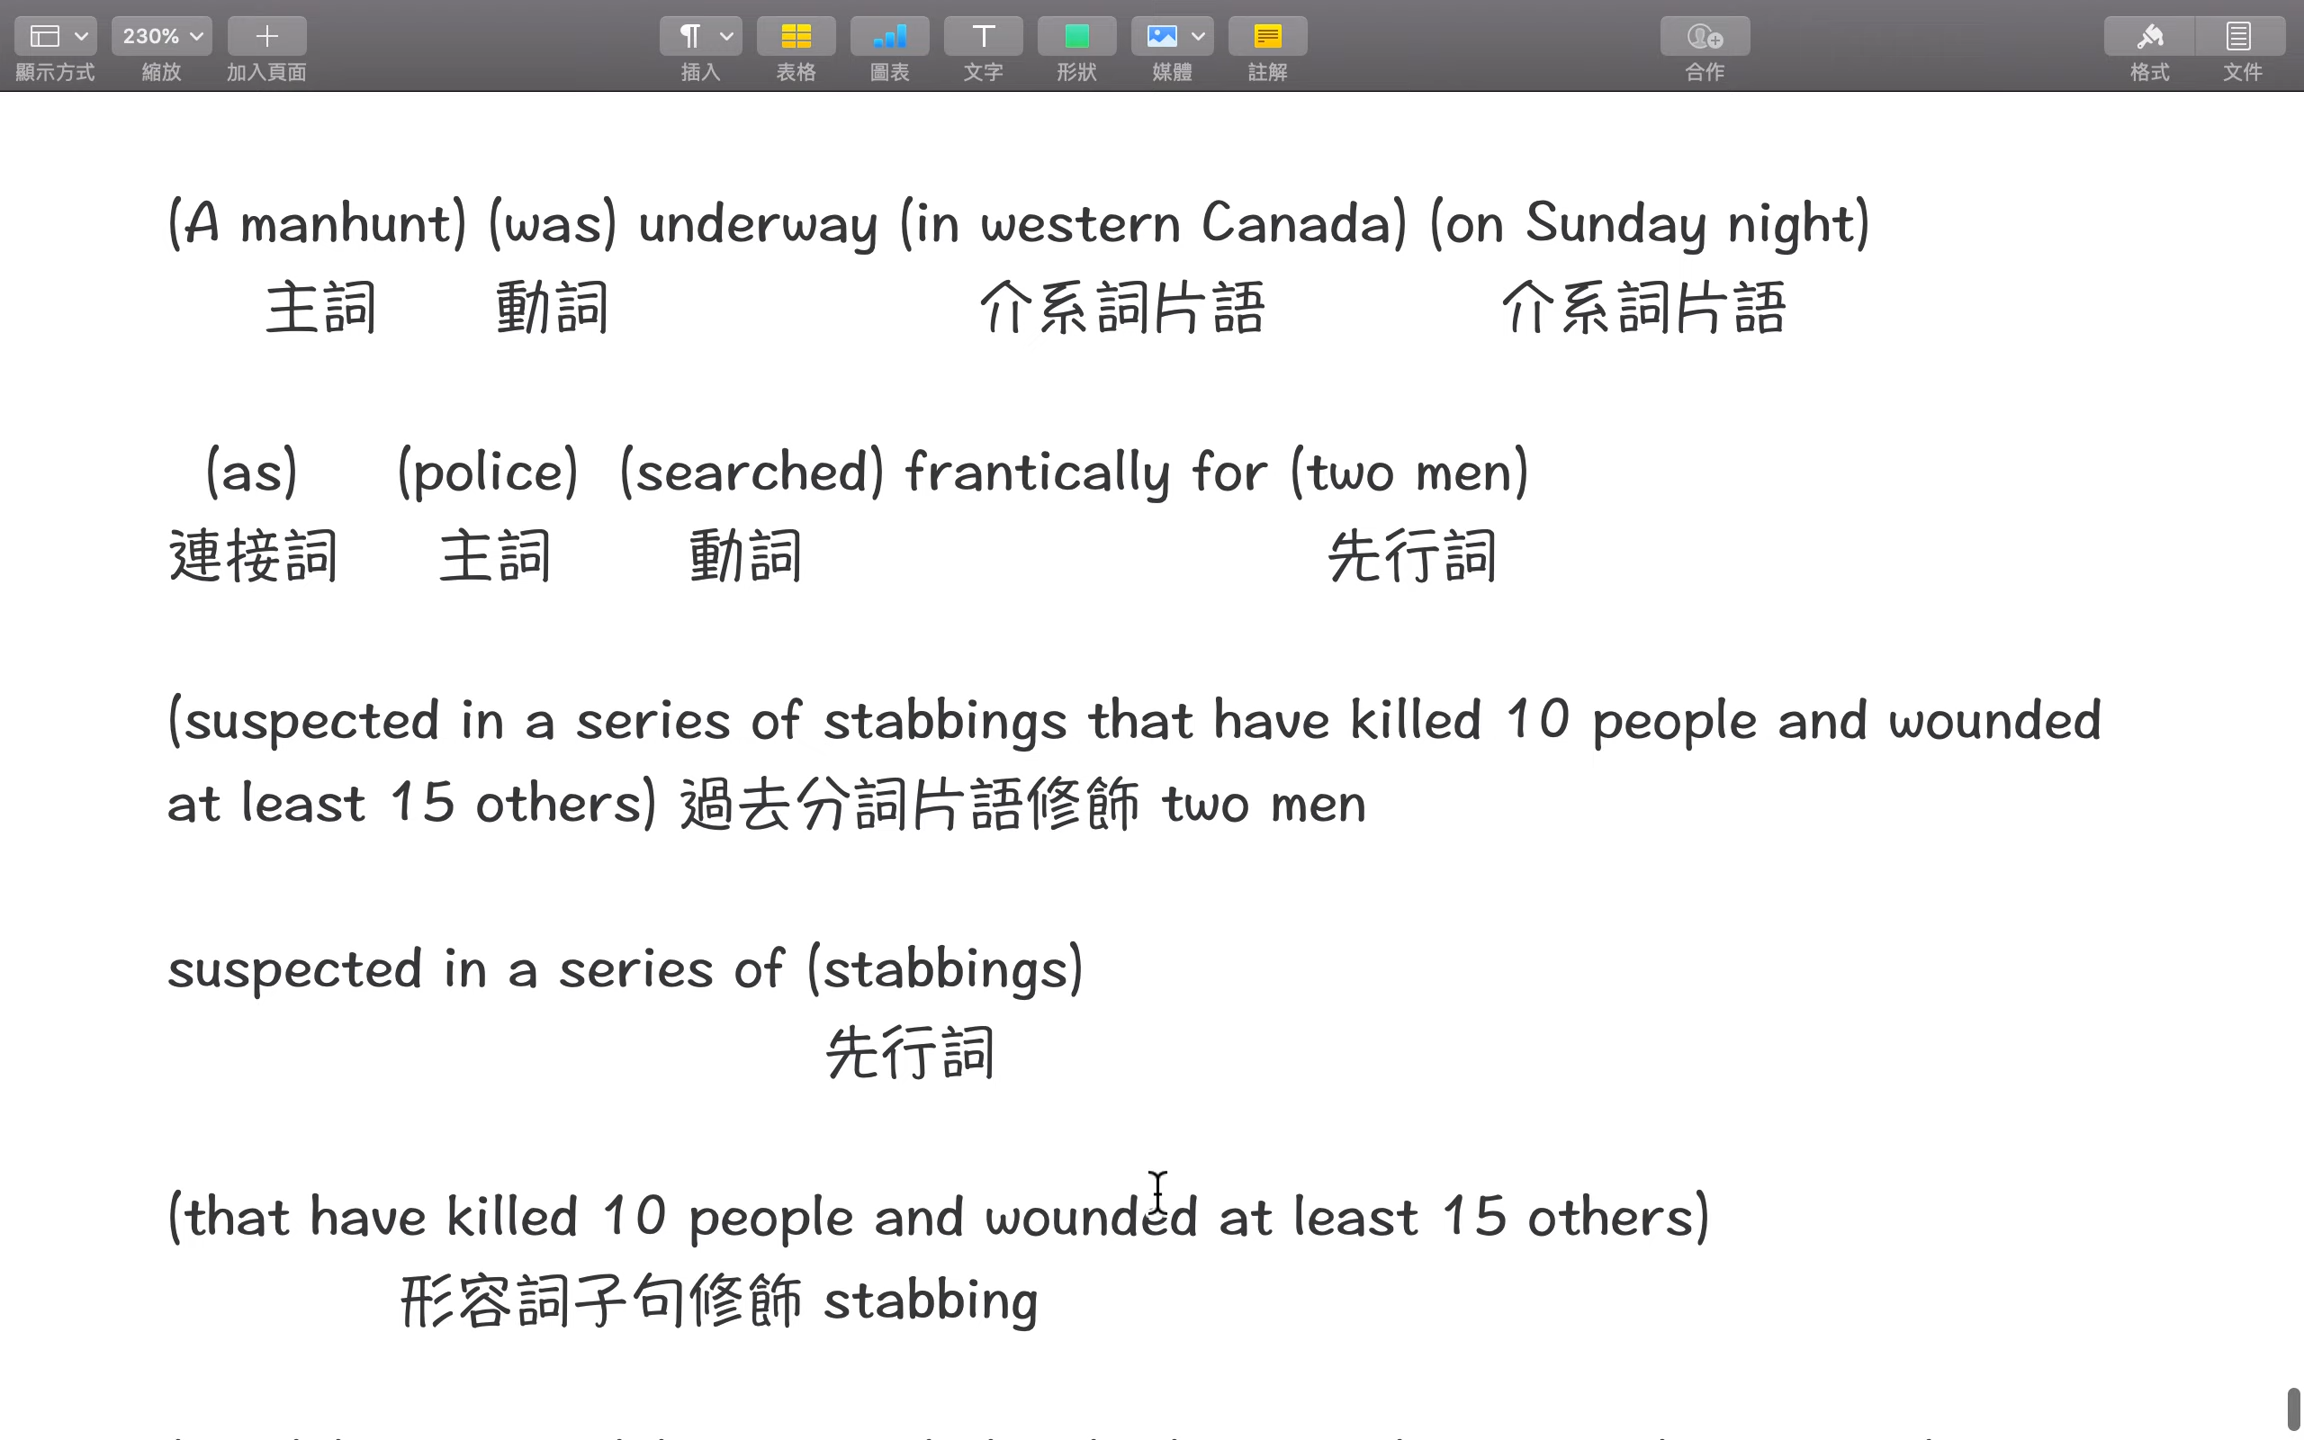 230%
顯示方式 縮放 加入頁面 插入 表格 圖表 文字 形狀 媒體 註解 合作 格式 文件
(A manhunt) (was) underway (in western Canada) (on Sunday night)
主詞 動詞 介系詞片語 介系詞片語
(as) (police) (searched) frantically for (two men)
連接詞 主詞 動詞 先行詞
(suspected in a series of stabbings that have killed 10 people and wounded
at least 15 others) 過去分詞片語修飾 two men
suspected in a series of (stabbings)
先行詞
(that have killed 10 people and wounded at least 15 others)
形容詞子句修飾 stabbing